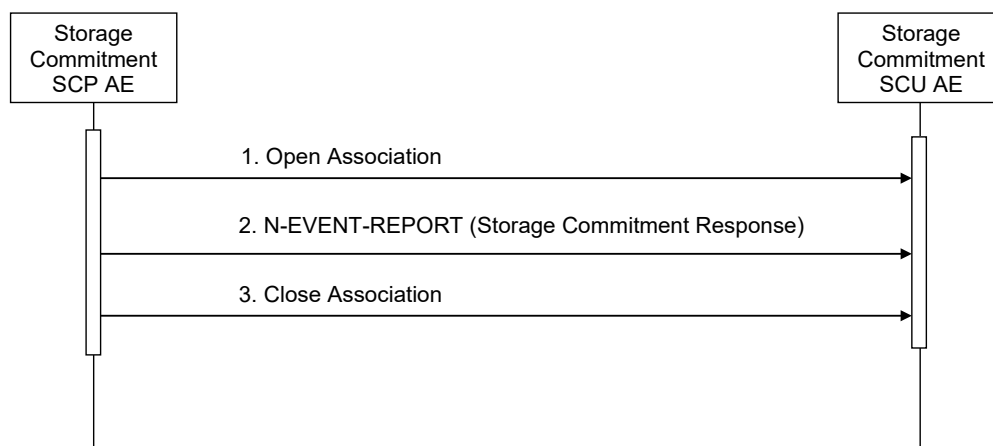 Storage
Commitment
SCP AE
Storage
Commitment
SCU AE
1. Open Association
2. N-EVENT-REPORT (Storage Commitment Response)
3. Close Association